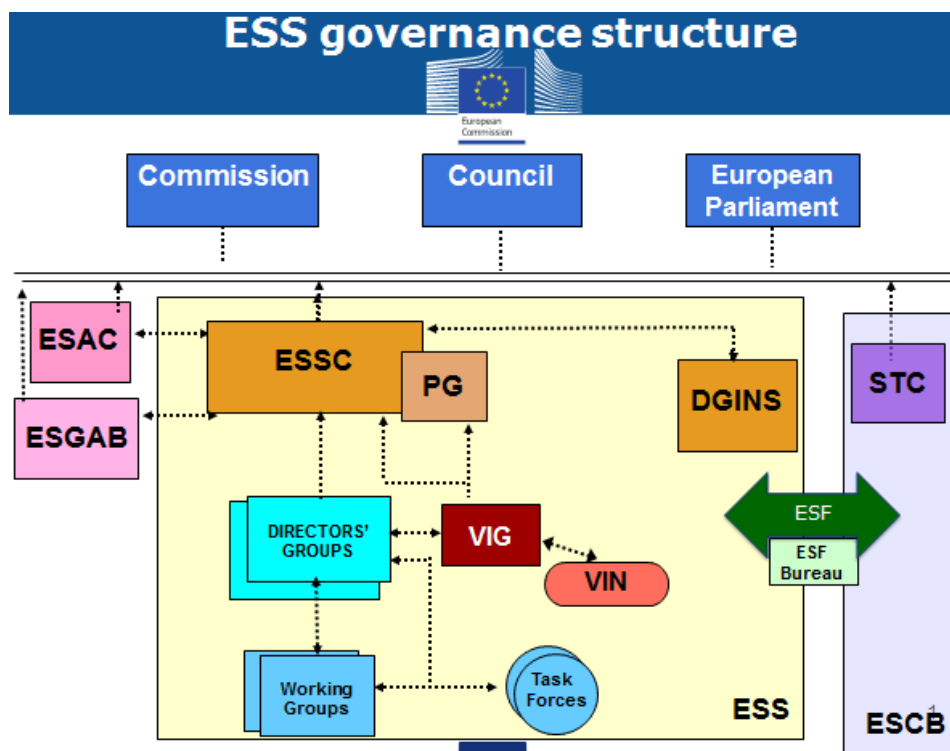 ESS governance structure
European
Commission
Commission
Council
European
Parliament
ESAC
ESSC
PG
DGINS
STC
ESGAB
DIRECTORS'
GROUPS
VIG
VIN
ESF
ESF
Bureau
Working
Groups
Task
Forces
ESS
ESCB
1